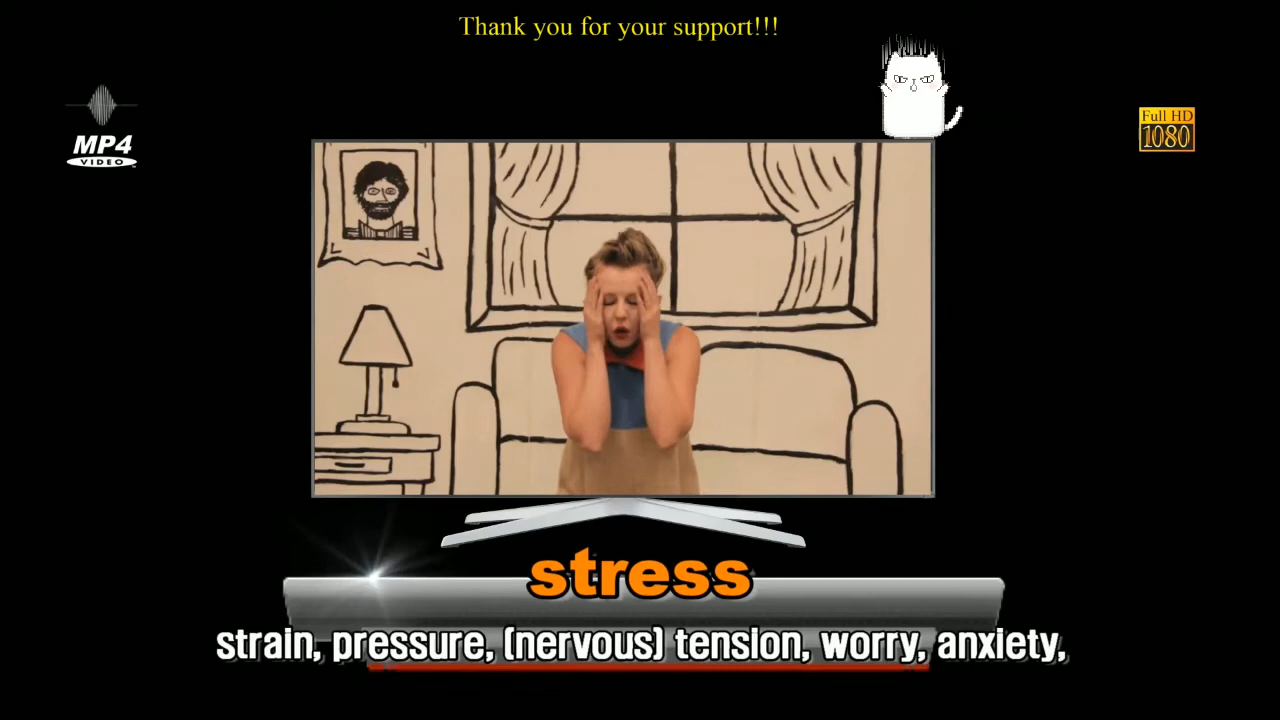 Thank you for your support!!!
MP4
VIDEO
Full HD
1080
stress
strain, pressure, (nervous) tension, worry, anxiety,